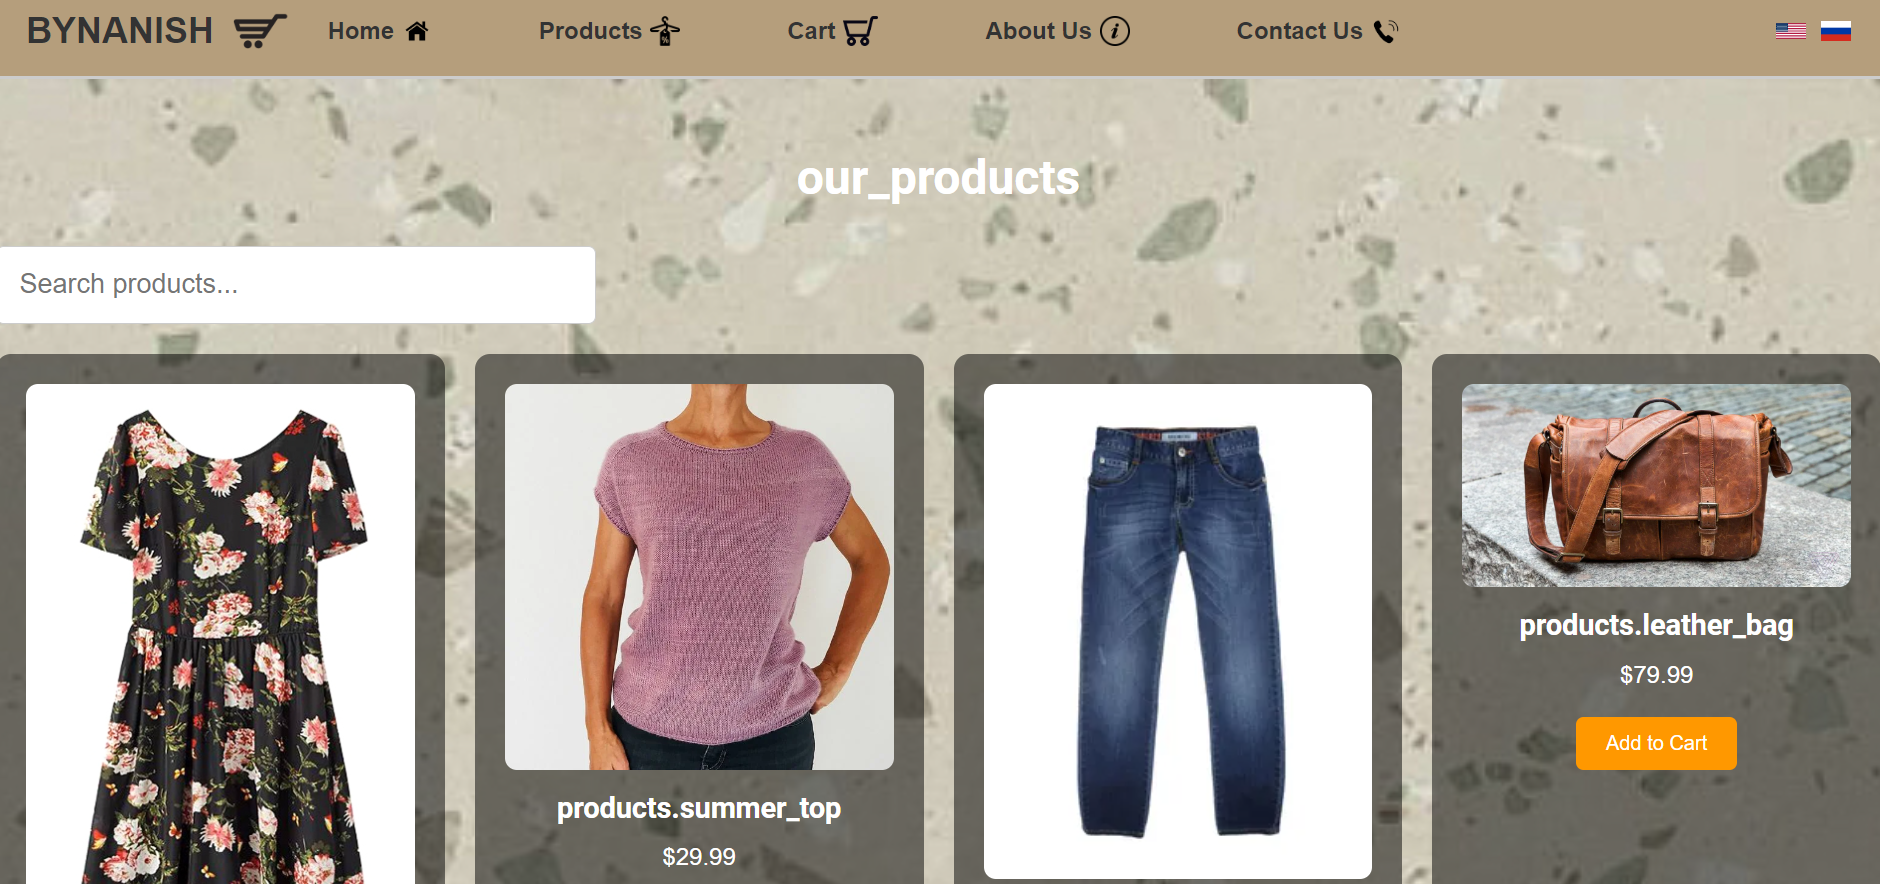 BYNANISH
Home
Products
%
Cart
About Us
i
Contact Us
our_products
Search products...
products.leather_bag
$79.99
Add to Cart
products.summer_top
$29.99